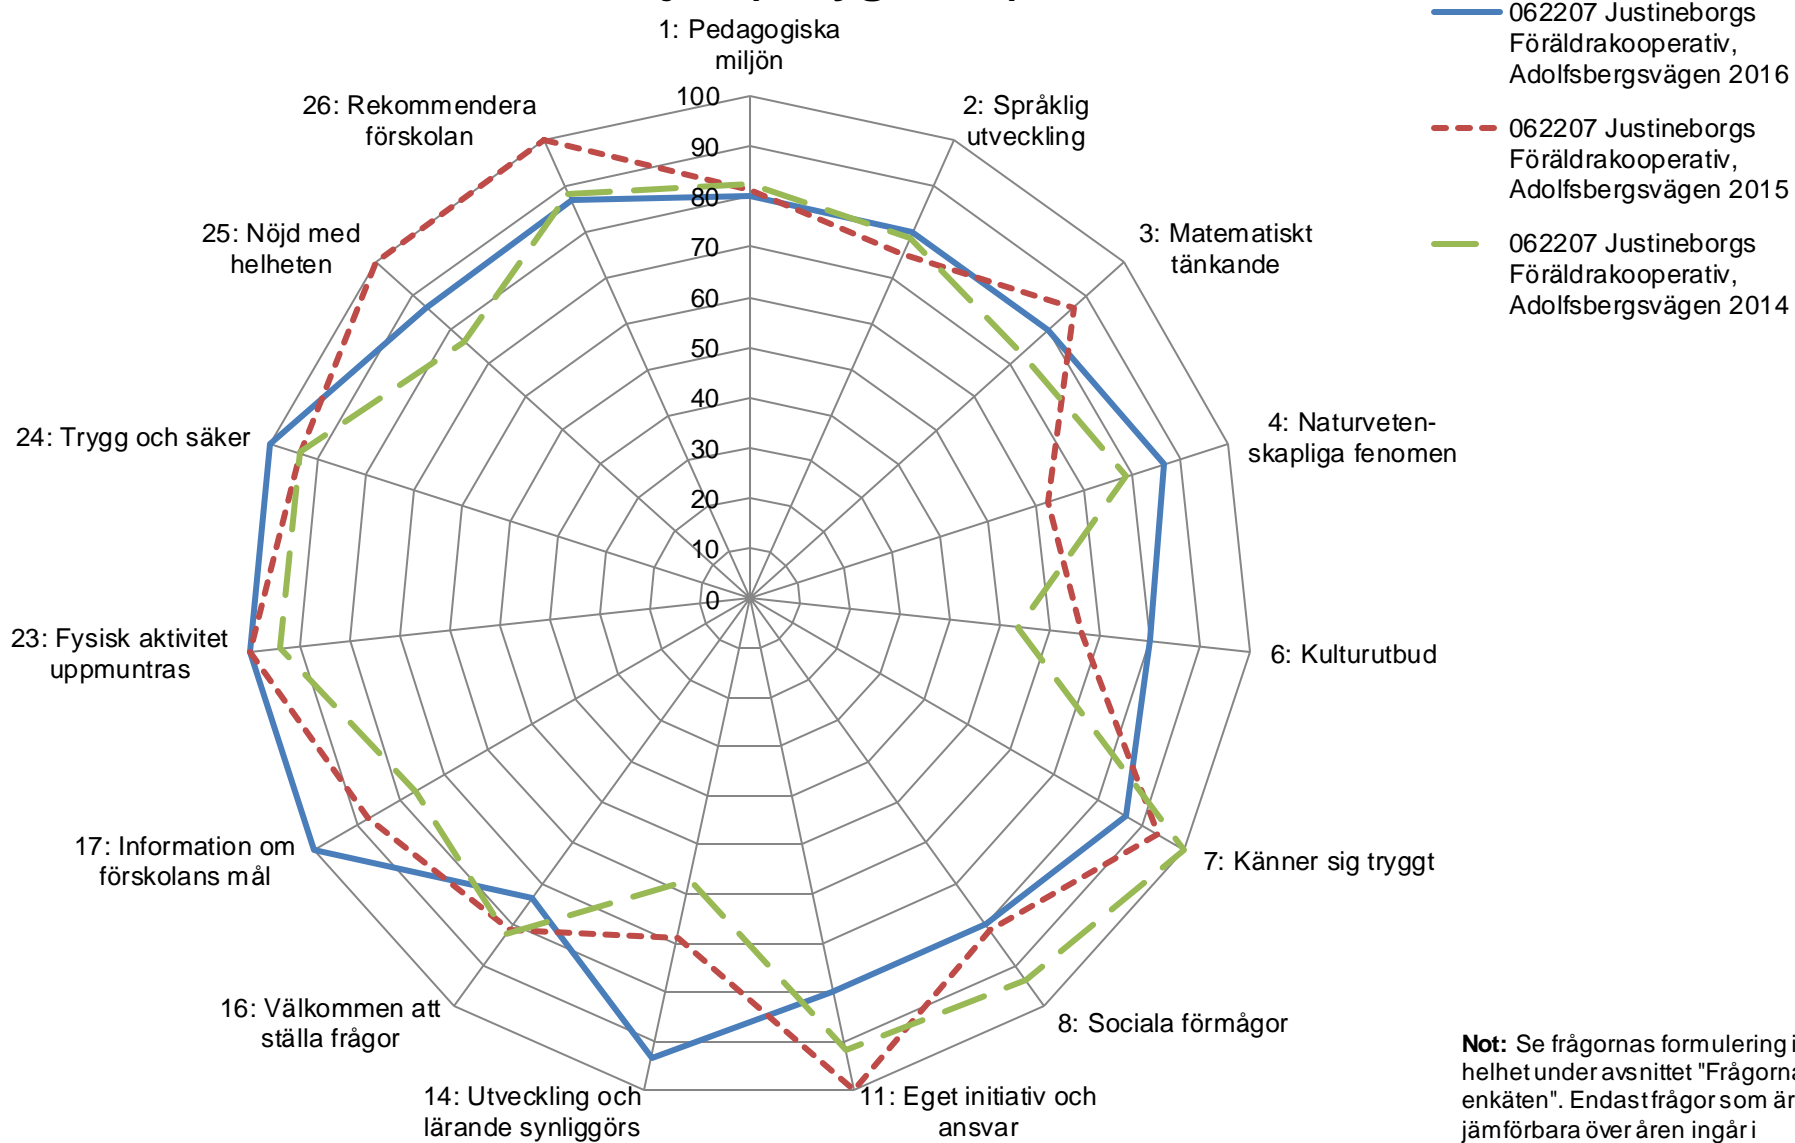 1: Pedagogiska
miljön
2: Språklig
utveckling
3: Matematiskt
tänkande
4: Naturveten-
skapliga fenomen
6: Kulturutbud
7: Känner sig tryggt
8: Sociala förmågor
11: Eget initiativ och
ansvar
14: Utveckling och
lärande synliggörs
16: Välkommen att
ställa frågor
17: Information om
förskolans mål
23: Fysisk aktivitet
uppmuntras
24: Trygg och säker
25: Nöjd med
helheten
26: Rekommendera
förskolan
100
90
80
70
60
50
40
30
20
10
0
062207 Justineborgs
Föräldrakooperativ,
Adolfsbergsvägen 2016
062207 Justineborgs
Föräldrakooperativ,
Adolfsbergsvägen 2015
062207 Justineborgs
Föräldrakooperativ,
Adolfsbergsvägen 2014
Not: Se frågornas formulering i
helhet under avsnittet "Frågorna
enkäten". Endast frågor som är
jämförbara över åren ingår i